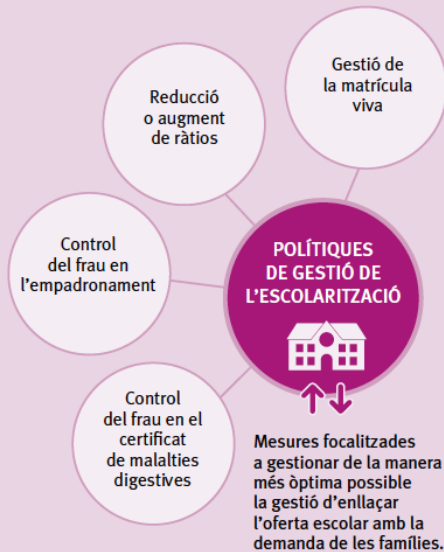 Gestió de
la matrícula
viva
Reducció
o augment
de ràtios
Control
del frau en
l’empadronament
Control
del frau en el
certificat
de malalties
digestives
POLÍTIQUES
DE GESTIÓ DE
L’ESCOLARITZACIÓ
Mesures focalitzades
a gestionar de la manera
més òptima possible
la gestió d’enllaçar
l’oferta escolar amb la
demanda de les famílies.